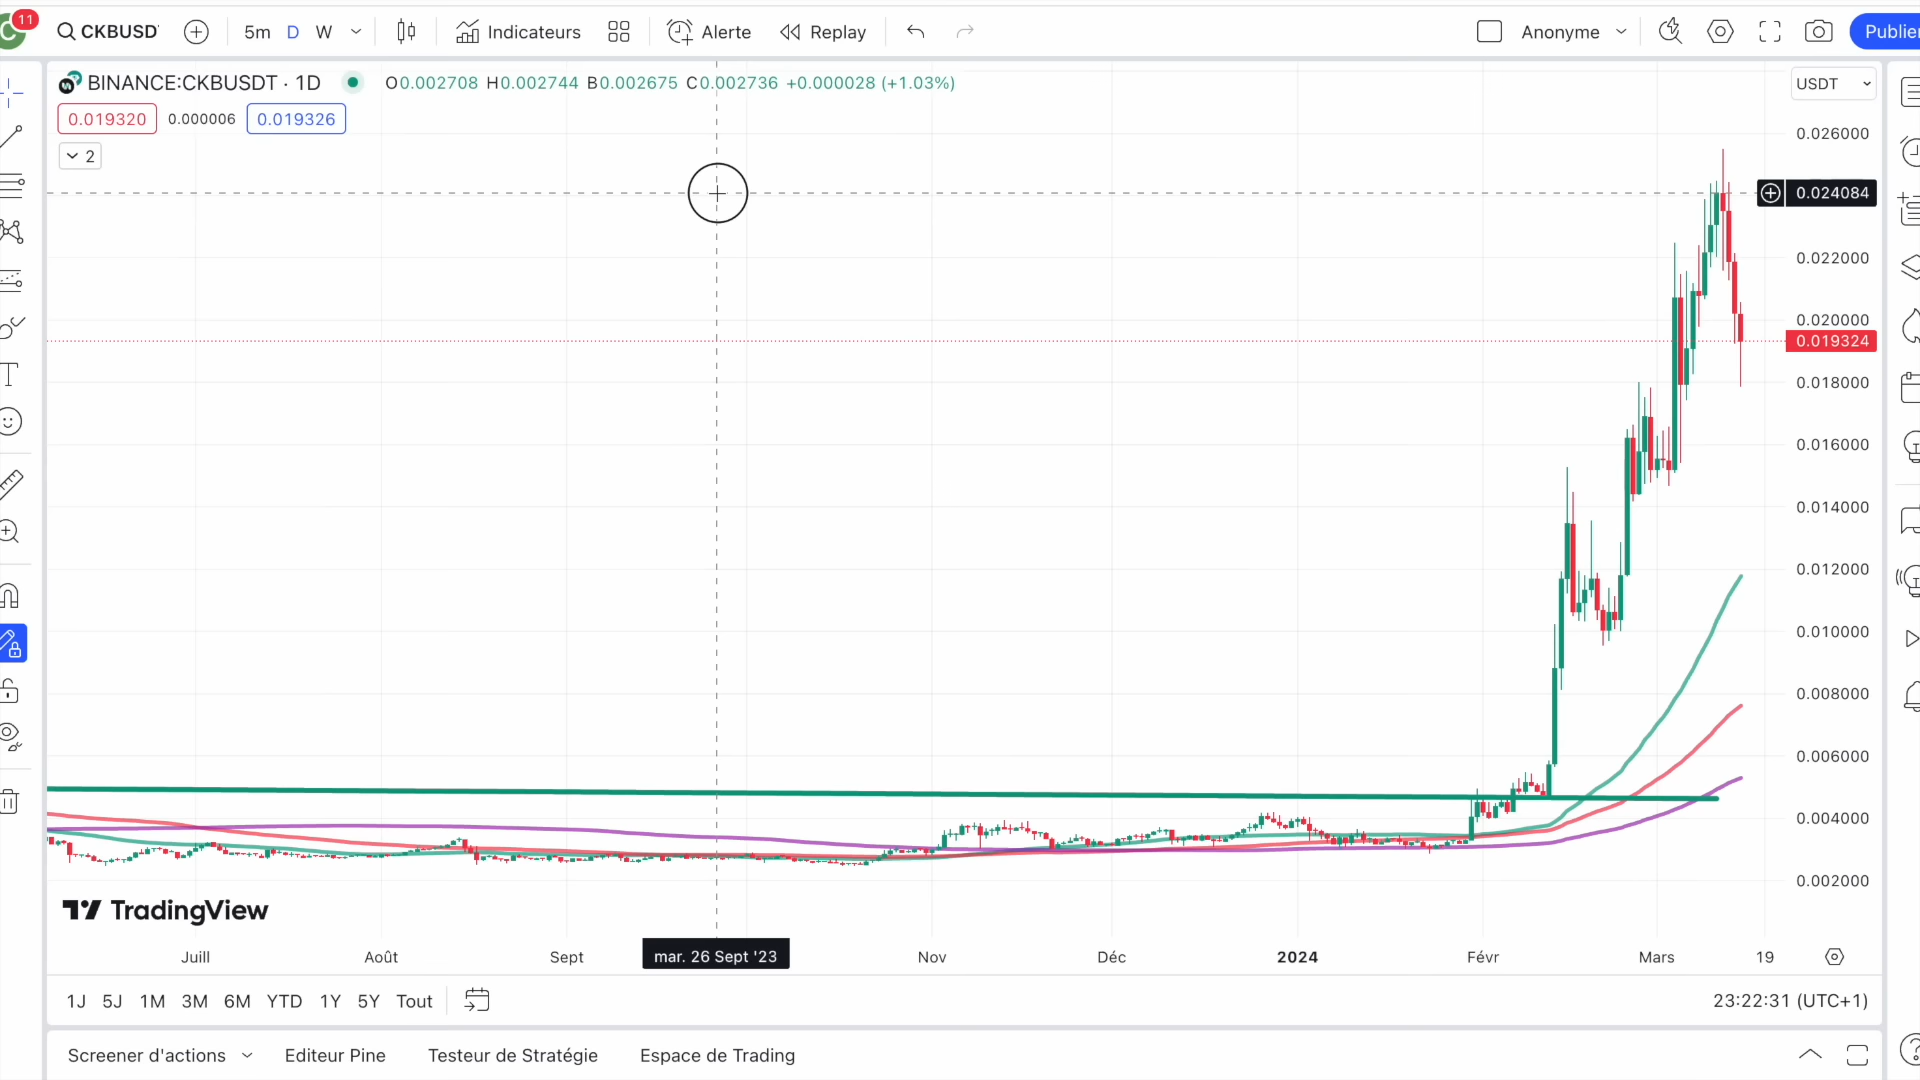 11
CKBUSD
5m D W
Indicateurs
Alerte
Replay
Anonyme
Publier
BINANCE:CKBUSDT · 1D
O0.002708 H0.002744 B0.002675 C0.002736 +0.000028 (+1.03%)
USDT
0.019320 0.000006 0.019326
2
0.026000
0.024084
0.022000
0.020000
0.019324
0.018000
0.016000
0.014000
0.012000
0.010000
0.008000
0.006000
0.004000
0.002000
TradingView
Juill Août Sept mar. 26 Sept '23 Nov Déc 2024 Févr Mars 19
1J 5J 1M 3M 6M YTD 1Y 5Y Tout
23:22:31 (UTC+1)
Screener d'actions
Editeur Pine
Testeur de Stratégie
Espace de Trading